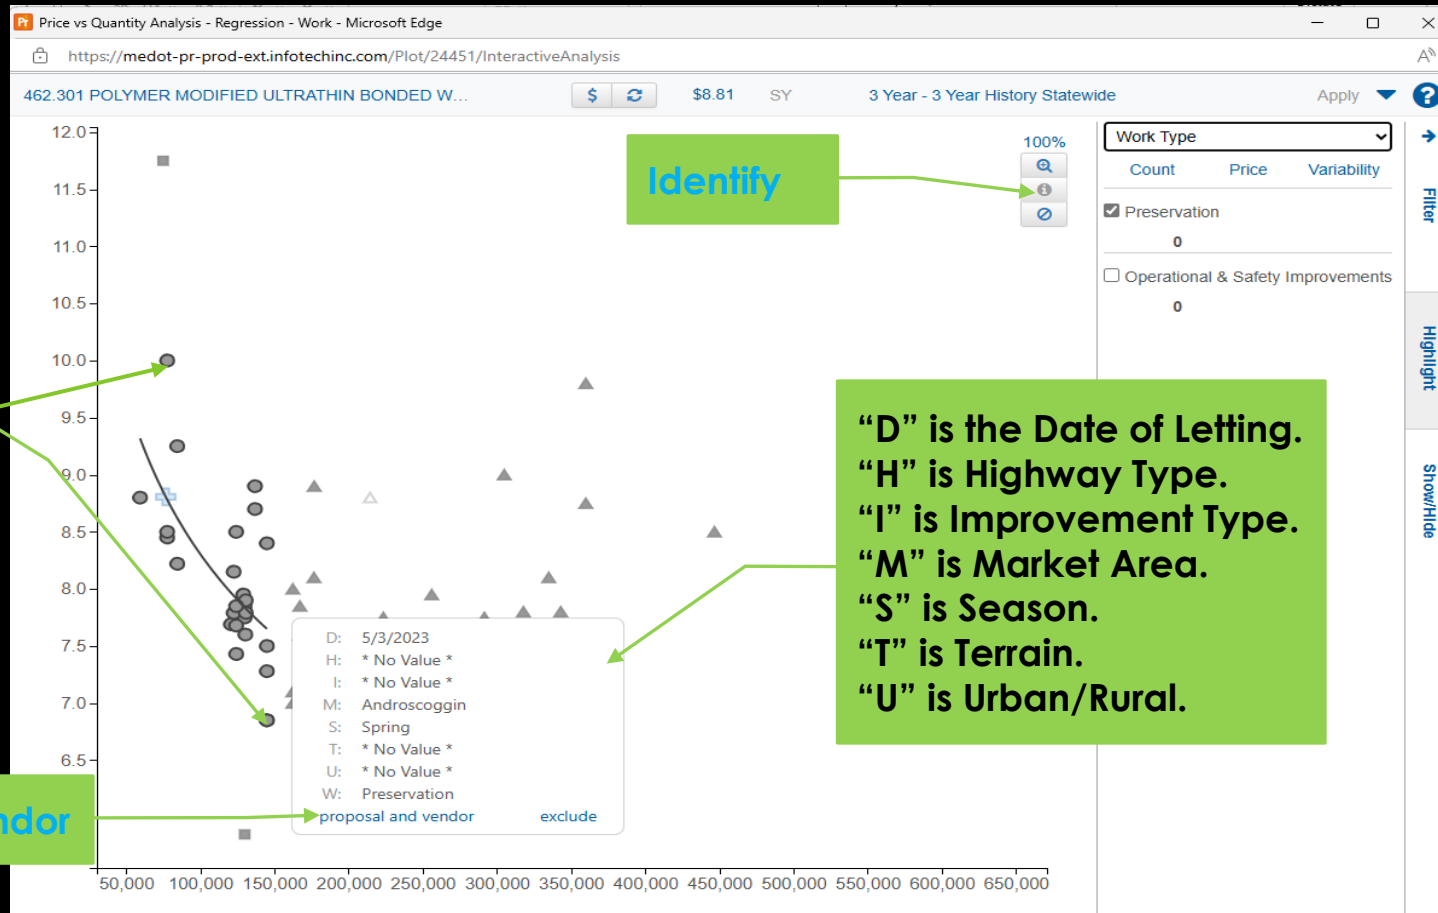 Pr Price vs Quantity Analysis - Regression - Work - Microsoft Edge
https://medot-pr-prod-ext.infotechinc.com/Plot/24451/InteractiveAnalysis
462.301 POLYMER MODIFIED ULTRATHIN BONDED W... $ $8.81 SY 3 Year - 3 Year History Statewide Apply ?
12.0
11.5
11.0
10.5
10.0
9.5
9.0
8.5
8.0
7.5
7.0
6.5
50,000 100,000 150,000 200,000 250,000 300,000 350,000 400,000 450,000 500,000 550,000 600,000 650,000
Identify
100%
Work Type
Count Price Variability
Preservation
0
Operational & Safety Improvements
0
Filter
Highlight
Show/Hide
"D" is the Date of Letting.
"H" is Highway Type.
"I" is Improvement Type.
"M" is Market Area.
"S" is Season.
"T" is Terrain.
"U" is Urban/Rural.
D: 5/3/2023
H: * No Value *
I: * No Value *
M: Androscoggin
S: Spring
T: * No Value *
U: * No Value *
W: Preservation
proposal and vendor exclude
ndor